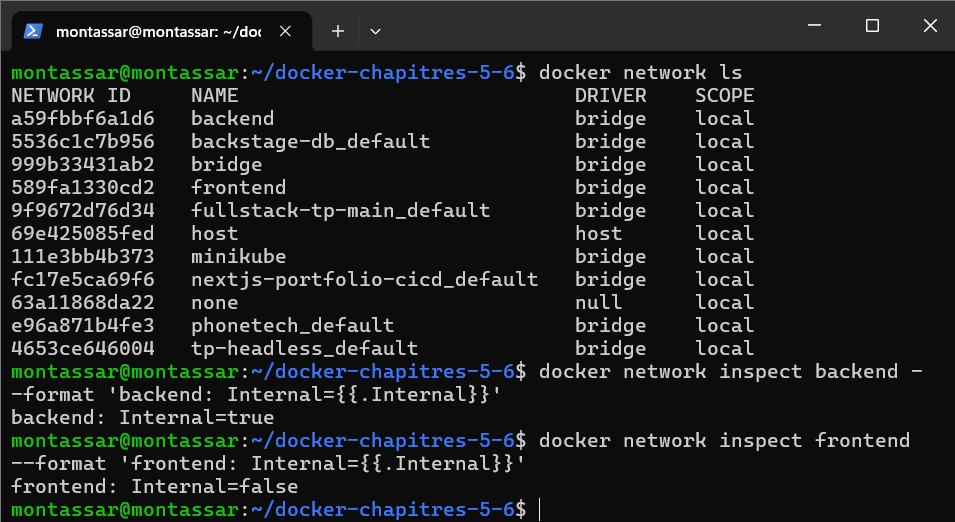 montassar@montassar: ~/doc
montassar@montassar:~/docker-chapitres-5-6$ docker network ls
NETWORK ID     NAME                            DRIVER    SCOPE
a59fbbf6a1d6   backend                         bridge    local
5536c1c7b956   backstage-db_default            bridge    local
999b33431ab2   bridge                          bridge    local
589fa1330cd2   frontend                        bridge    local
9f9672d76d34   fullstack-tp-main_default       bridge    local
69e425085fed   host                            host      local
111e3bb4b373   minikube                        bridge    local
fc17e5ca69f6   nextjs-portfolio-cicd_default   bridge    local
63a11868da22   none                            null      local
e96a871b4fe3   phonetech_default               bridge    local
4653ce646004   tp-headless_default             bridge    local
montassar@montassar:~/docker-chapitres-5-6$ docker network inspect backend -
-format 'backend: Internal={{.Internal}}'
backend: Internal=true
montassar@montassar:~/docker-chapitres-5-6$ docker network inspect frontend
--format 'frontend: Internal={{.Internal}}'
frontend: Internal=false
montassar@montassar:~/docker-chapitres-5-6$